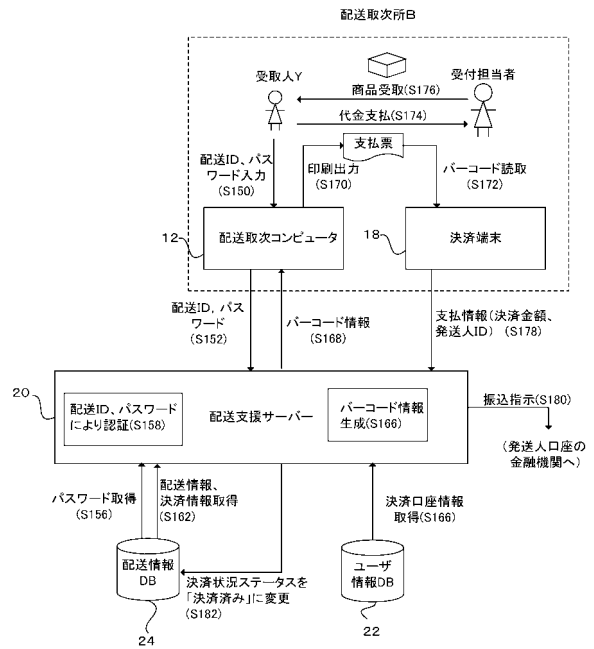 配送取次所B
受取人Y
受付担当者
商品受取(S176)
代金支払(S174)
支払票
配送ID、パス
ワード入力
(S150)
印刷出力
(S170)
バーコード読取
(S172)
12
配送取次コンピュータ
18
決済端末
配送ID, パス
ワード
(S152)
バーコード情報
(S168)
支払情報(決済金額、
発送人ID) (S178)
20
配送ID、パスワード
により認証(S158)
配送支援サーバー
バーコード情報
生成(S166)
振込指示(S180)
(発送人口座の
金融機関へ)
パスワード取得
(S156)
配送情報、
決済情報取得
(S162)
決済口座情報
取得(S166)
配送情報
DB
決済状況ステータスを
「決済済み」に変更
(S182)
ユーザ
情報DB
24
22